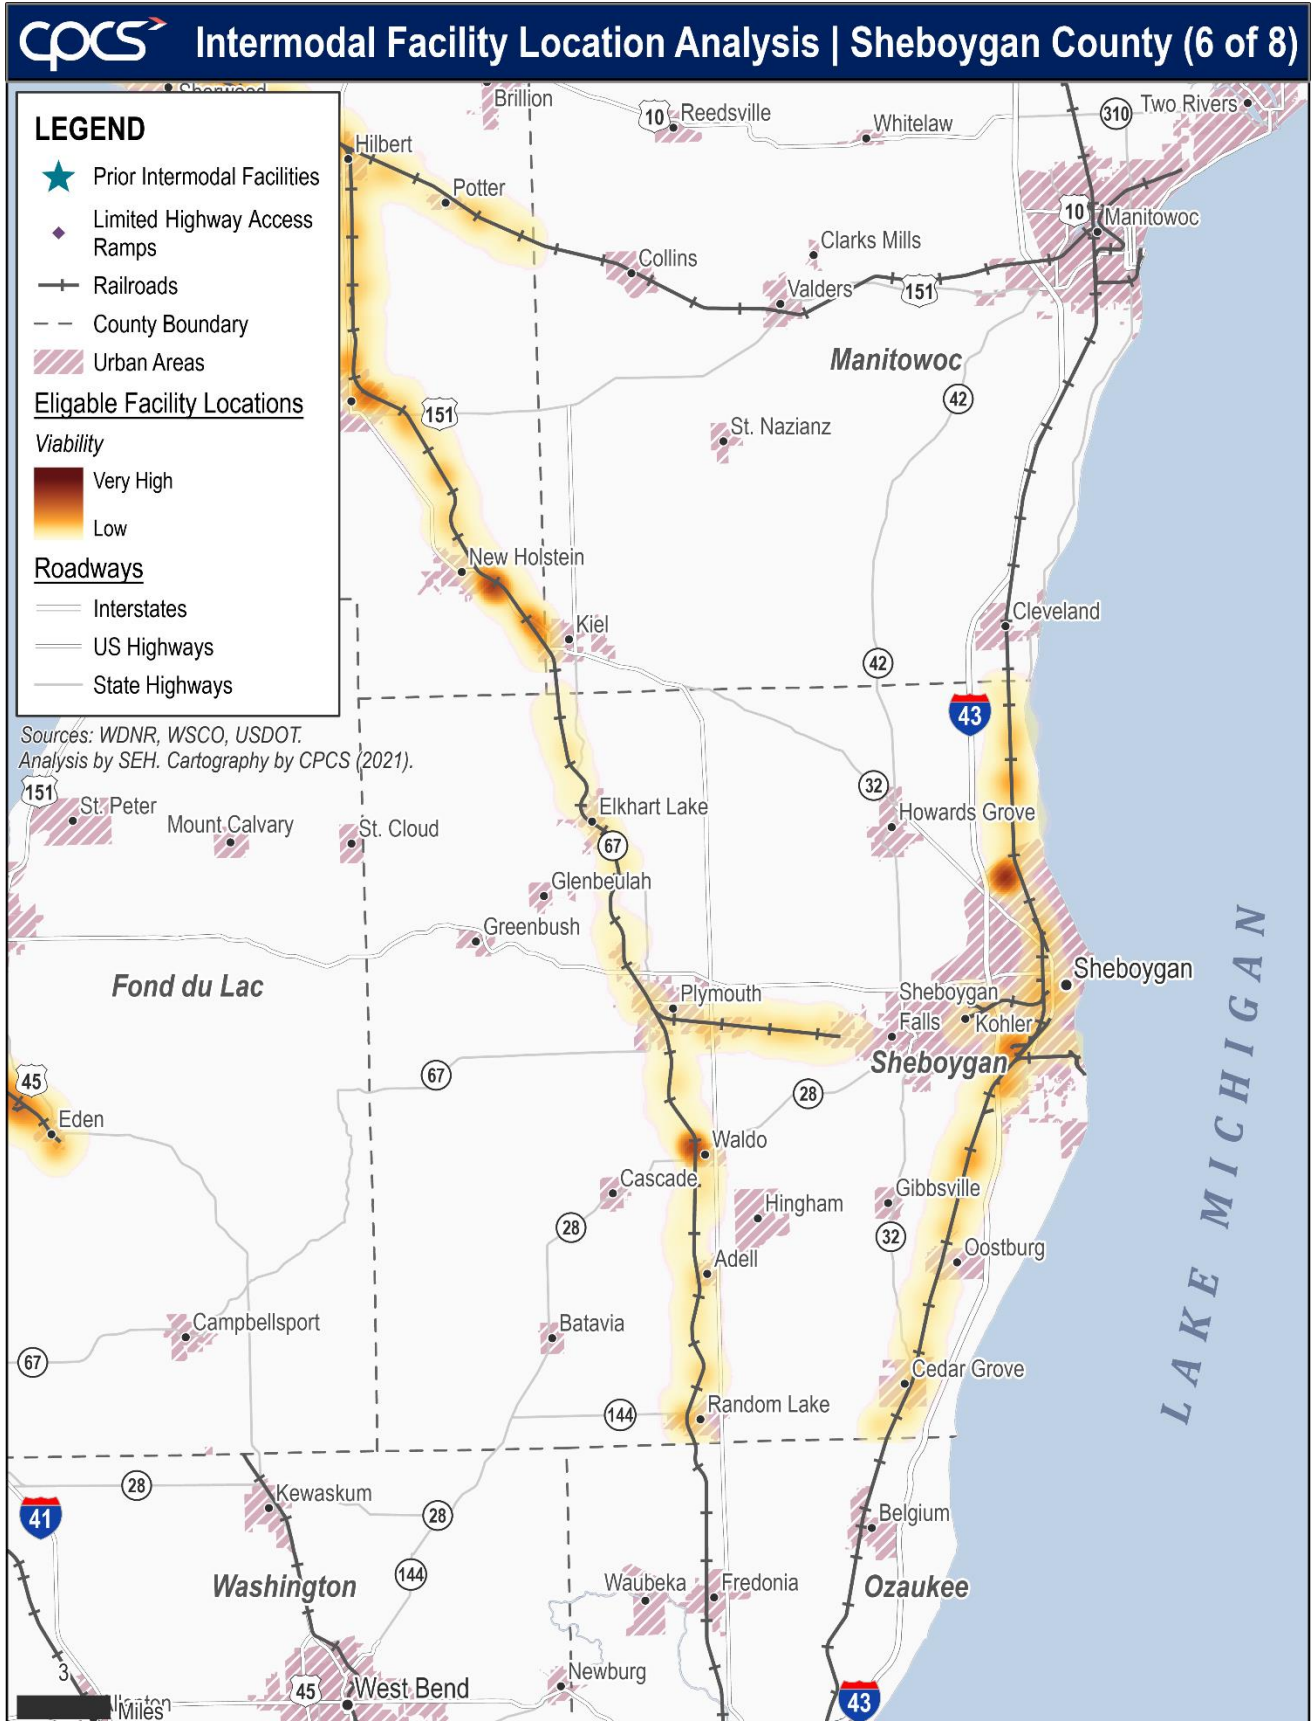 CPCS
Intermodal Facility Location Analysis | Sheboygan County (6 of 8)
LEGEND
Prior Intermodal Facilities
Limited Highway Access
Ramps
Railroads
County Boundary
Urban Areas
Eligable Facility Locations
Viability
Very High
Low
Roadways
Interstates
US Highways
State Highways
Sources: WDNR, WSCO, USDOT.
Analysis by SEH. Cartography by CPCS (2021).
Sherwood
Brillion
10
Reedsville
Whitelaw
310
Two Rivers
Hilbert
Potter
10
Manitowoc
Collins
Clarks Mills
Valders
151
Manitowoc
42
151
St. Nazianz
New Holstein
Kiel
Cleveland
42
43
151
St. Peter
Mount Calvary
St. Cloud
Elkhart Lake
32
Howards Grove
67
Glenbeulah
Greenbush
Fond du Lac
Plymouth
Sheboygan
Sheboygan
Falls
Kohler
Sheboygan
45
67
28
Eden
Waldo
Cascade
Hingham
Gibbsville
28
32
Oostburg
Adell
Campbellsport
Batavia
67
Cedar Grove
144
Random Lake
LAKE MICHIGAN
28
Kewaskum
28
41
Belgium
144
Washington
Waubeka
Fredonia
Ozaukee
3
Newburg
45
West Bend
43
Miles